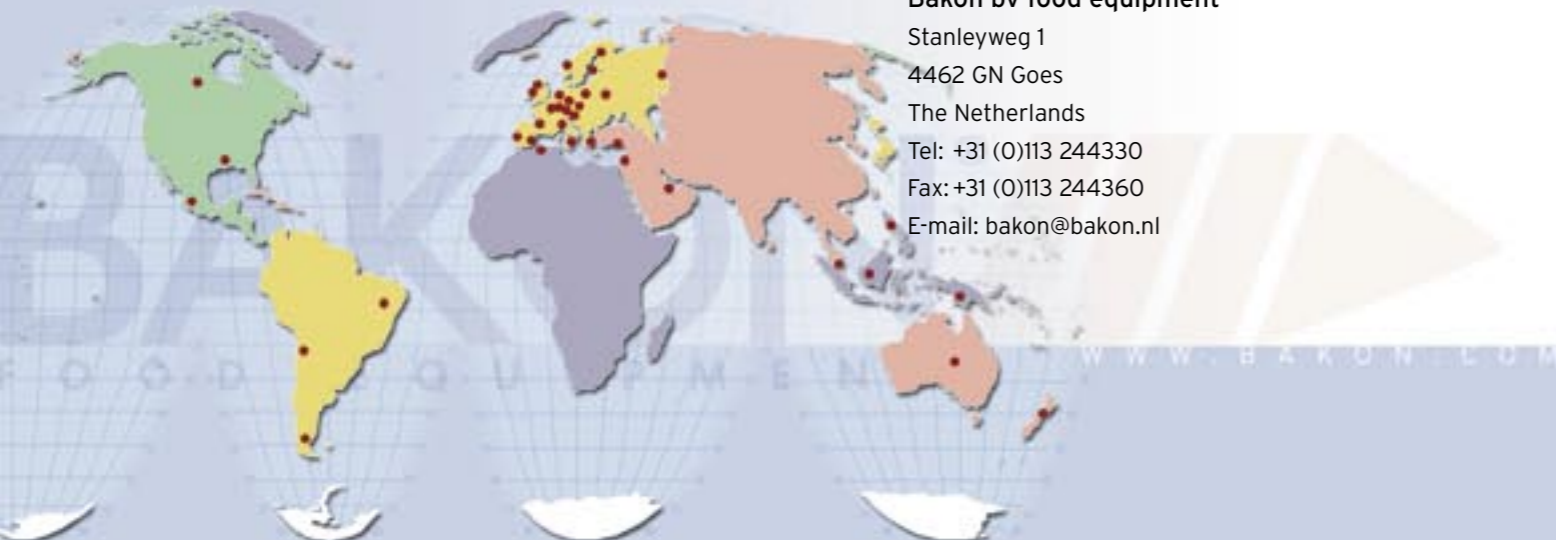 Bakon bv food equipment
Stanleyweg 1
4462 GN Goes
The Netherlands
Tel: +31 (0)113 244330
Fax: +31 (0)113 244360
E-mail: bakon@bakon.nl
BAKON
WWW.BAKON.COM
FOOD EQUIPMENT